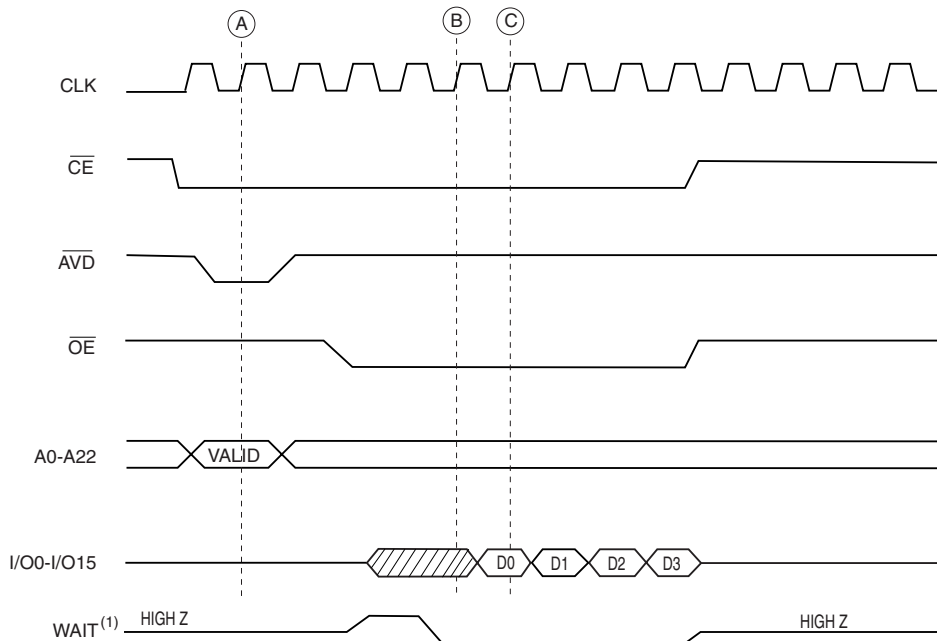 A B C
CLK
CE
AVD
OE
A0-A22 VALID
I/O0-I/O15 D0 D1 D2 D3
WAIT(1) HIGH Z HIGH Z